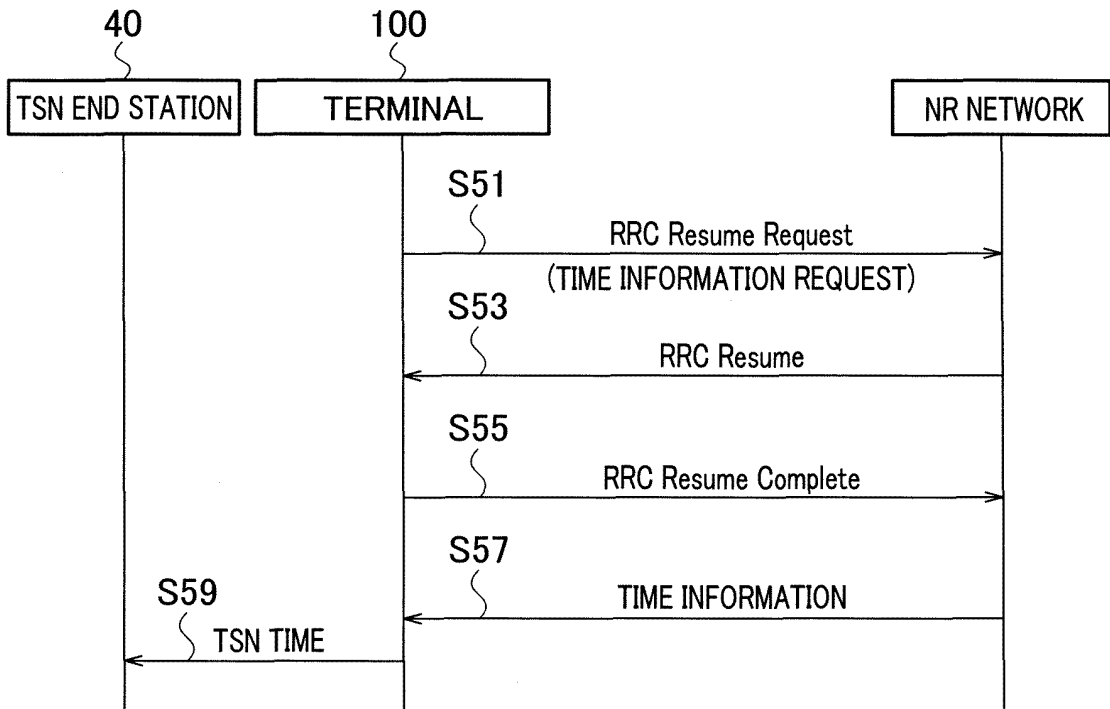 40
100
TSN END STATION
TERMINAL
NR NETWORK
S51
RRC Resume Request
(TIME INFORMATION REQUEST)
S53
RRC Resume
S55
RRC Resume Complete
S57
TIME INFORMATION
S59
TSN TIME